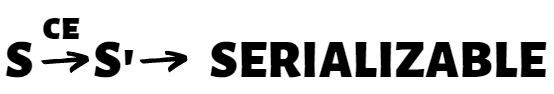 CE
S → S' → SERIALIZABLE